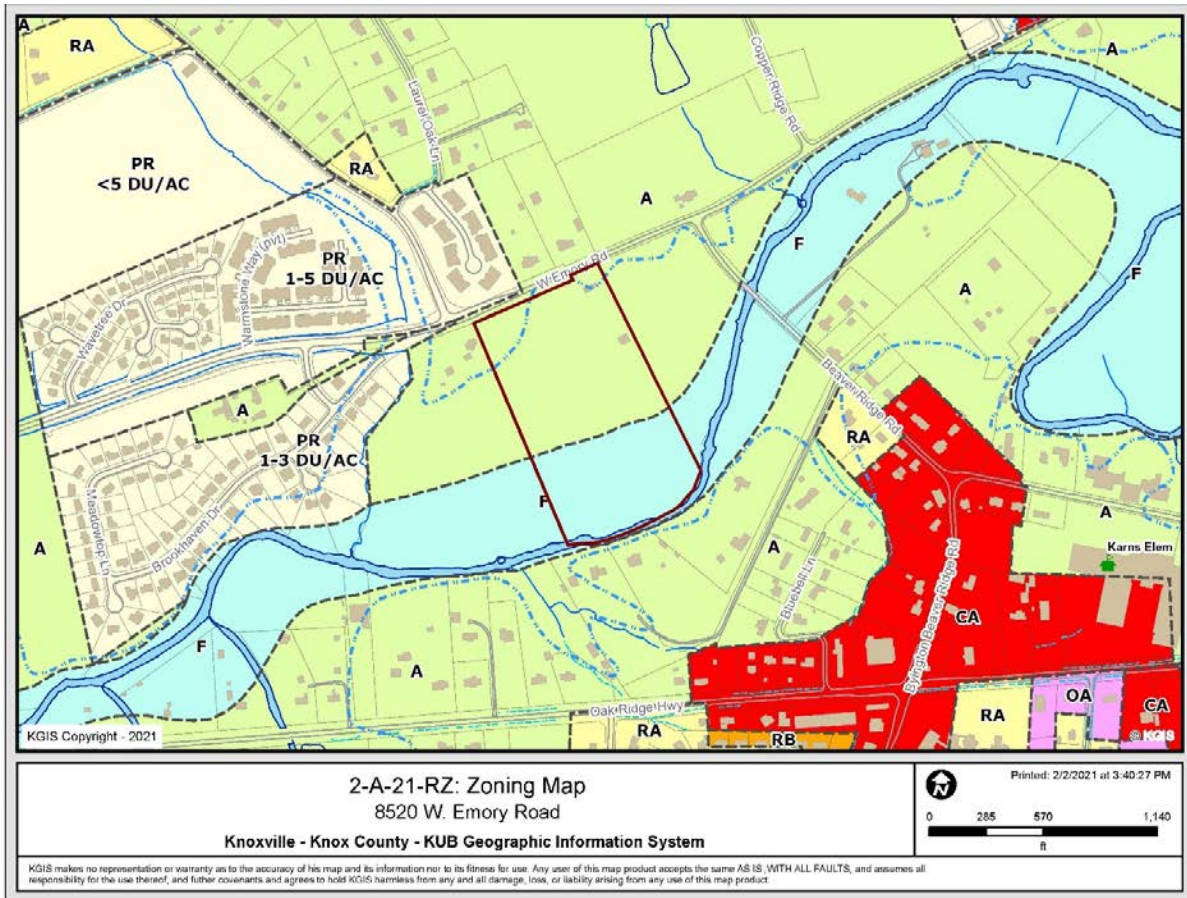 A
RA
Laurel Oak Ln
Copper Ridge Rd
A
PR
<5 DU/AC
RA
A
F
PR
1-5 DU/AC
Warmstone Way (pvt)
Wavetree Dr
W Emory Rd
F
A
A
Beaver Ridge Rd
RA
PR
1-3 DU/AC
Meadowtop Ln
Brookhaven Dr
F
A
A
A
Karns Elem
Bluebell Ln
Byington Beaver Ridge Rd
CA
F
A
Oak Ridge Hwy
RA
RB
RA
OA
CA
KGIS Copyright - 2021
© KGIS
2-A-21-RZ: Zoning Map
8520 W. Emory Road
Knoxville - Knox County - KUB Geographic Information System
N
Printed: 2/2/2021 at 3:40:27 PM
0 285 570 1,140
ft
KGIS makes no representation or warranty as to the accuracy of his map and its information nor to its fitness for use. Any user of this map product accepts the same AS IS ,WITH ALL FAULTS, and assumes all
responsibility for the use thereof, and futher covenants and agrees to hold KGIS harmless from any and all damage, loss, or liability arising from any use of this map product.